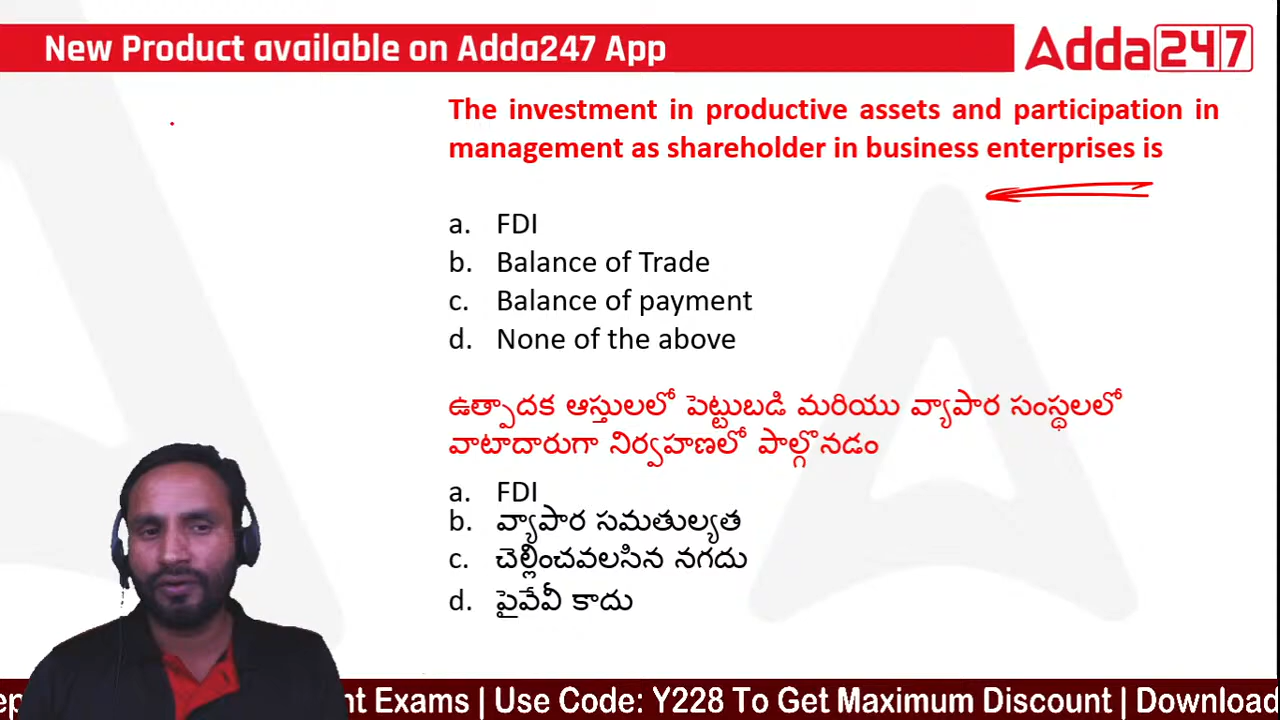 New Product available on Adda247 App
Adda247
The investment in productive assets and participation in
management as shareholder in business enterprises is
a. FDI
b. Balance of Trade
c. Balance of payment
d. None of the above
ఉత్పాదక ఆస్తులలో పెట్టుబడి మరియు వ్యాపార సంస్థలలో
వాటాదారుగా నిర్వహణలో పాల్గొనడం
a. FDI
b. వ్యాపార సమతుల్యత
c. చెల్లించవలసిన నగదు
d. పైవేవీ కాదు
Exams | Use Code: Y228 To Get Maximum Discount | Download